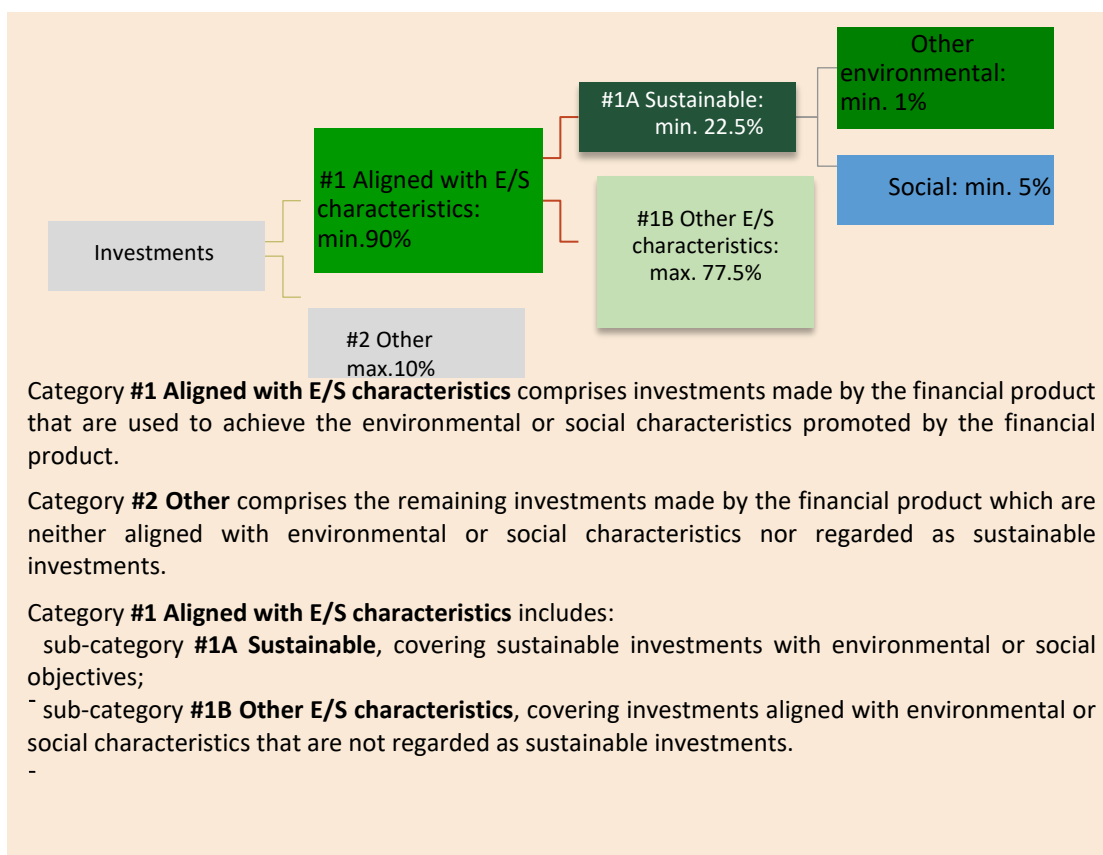 Investments
#1 Aligned with E/S
characteristics:
min.90%
#2 Other
max.10%
#1A Sustainable:
min. 22.5%
#1B Other E/S
characteristics:
max. 77.5%
Other
environmental:
min. 1%
Social: min. 5%
Category #1 Aligned with E/S characteristics comprises investments made by the financial product
that are used to achieve the environmental or social characteristics promoted by the financial
product.
Category #2 Other comprises the remaining investments made by the financial product which are
neither aligned with environmental or social characteristics nor regarded as sustainable
investments.
Category #1 Aligned with E/S characteristics includes:
sub-category #1A Sustainable, covering sustainable investments with environmental or social
objectives;
- sub-category #1B Other E/S characteristics, covering investments aligned with environmental or
social characteristics that are not regarded as sustainable investments.
-